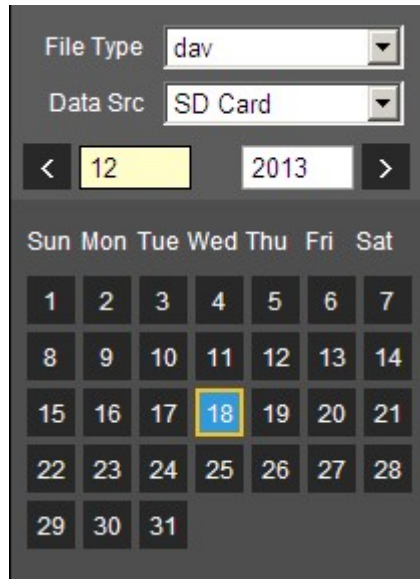 File Type dav
Data Src SD Card
< 12 2013 >
Sun Mon Tue Wed Thu Fri Sat
1 2 3 4 5 6 7
8 9 10 11 12 13 14
15 16 17 18 19 20 21
22 23 24 25 26 27 28
29 30 31